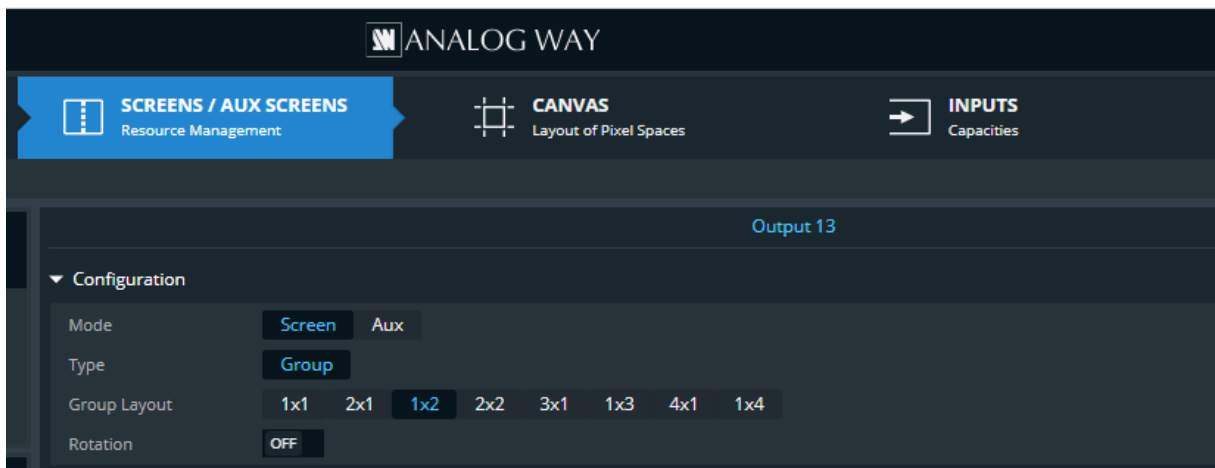 ANALOG WAY
SCREENS / AUX SCREENS
Resource Management
CANVAS
Layout of Pixel Spaces
INPUTS
Capacities
Output 13
Configuration
Mode Screen Aux
Type Group
Group Layout 1x1 2x1 1x2 2x2 3x1 1x3 4x1 1x4
Rotation OFF